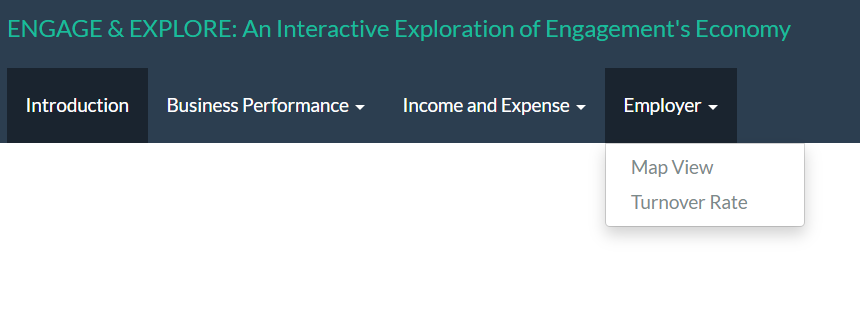 ENGAGE & EXPLORE: An Interactive Exploration of Engagement's Economy
Introduction Business Performance Income and Expense Employer
Map View
Turnover Rate